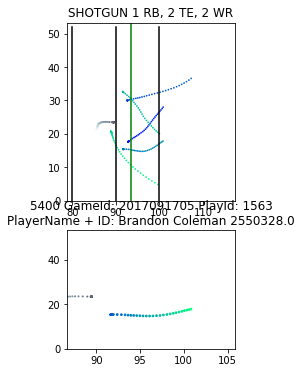 SHOTGUN 1 RB, 2 TE, 2 WR
50
40
30
20
10
0
80 90 100 110
5400 GameId: 2017091705 PlayId: 1563
PlayerName + ID: Brandon Coleman 2550328.0
40
20
0
90 95 100 105